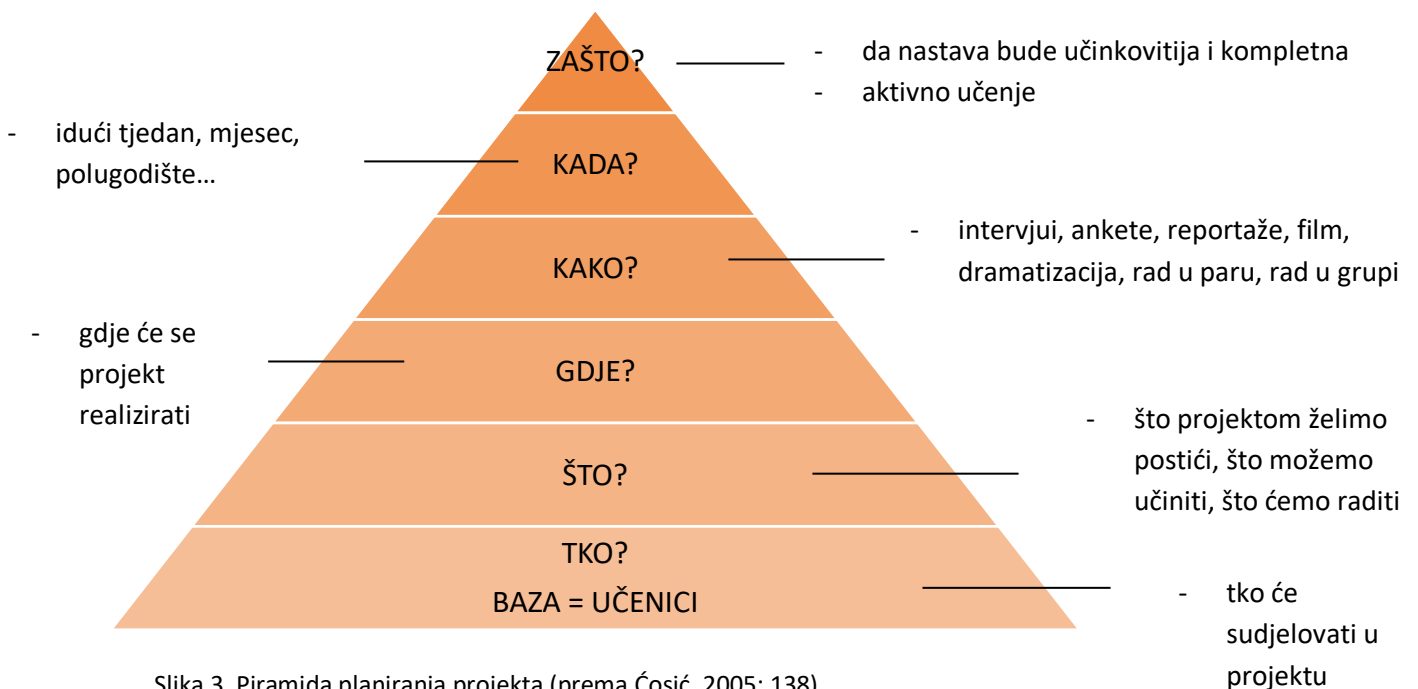 ZAŠTO?
- da nastava bude učinkovitija i kompletna
- aktivno učenje
- idući tjedan, mjesec,
polugodište…
KADA?
- intervjui, ankete, reportaže, film,
dramatizacija, rad u paru, rad u grupi
KAKO?
- gdje će se
projekt
realizirati
GDJE?
- što projektom želimo
postići, što možemo
učiniti, što ćemo raditi
ŠTO?
TKO?
BAZA = UČENICI
- tko će
sudjelovati u
projektu
Slika 3. Piramida planiranja projekta (prema Ćosić, 2005: 138)